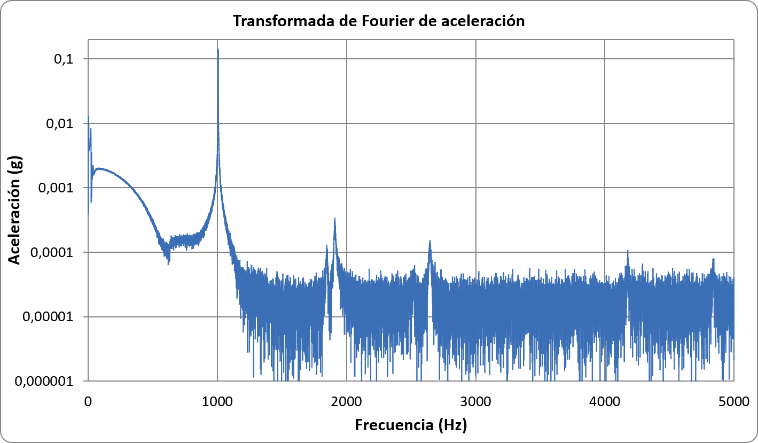 Transformada de Fourier de aceleración
Aceleración (g)
0,1
0,01
0,001
0,0001
0,00001
0,000001
0 1000 2000 3000 4000 5000
Frecuencia (Hz)